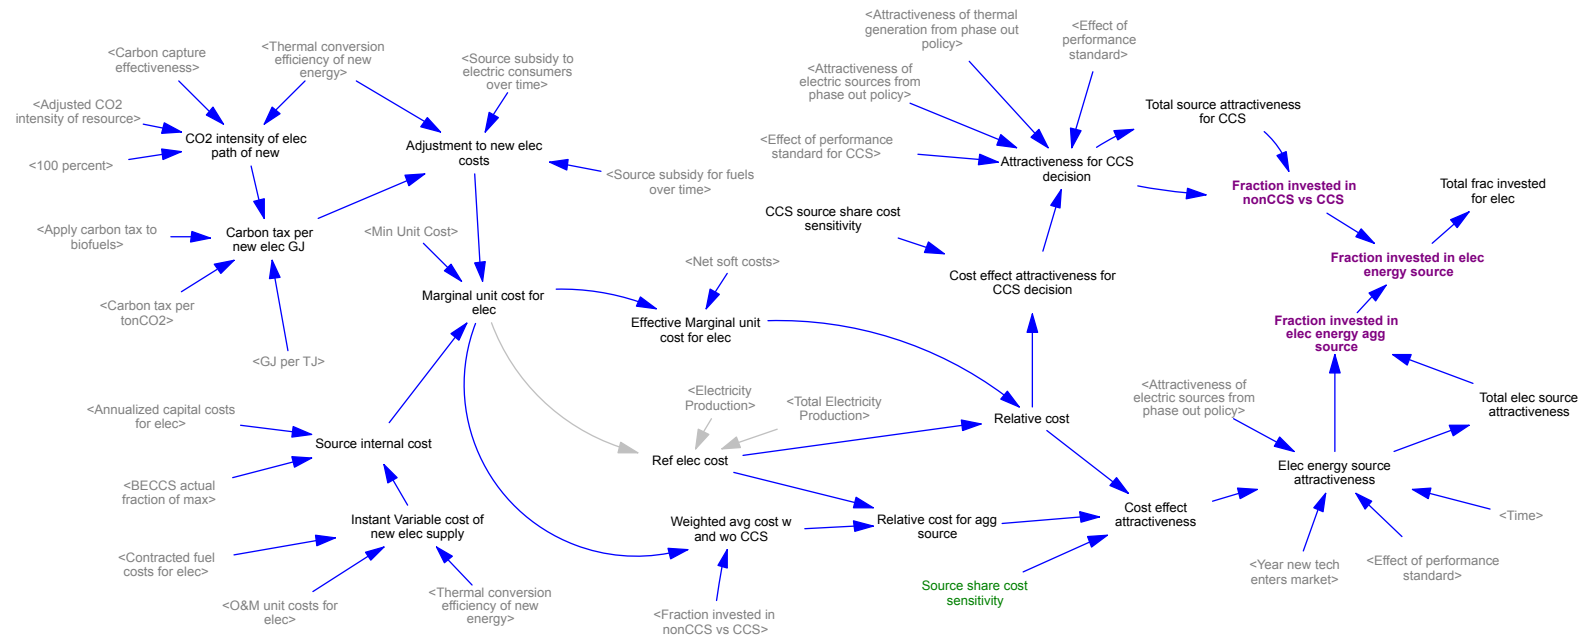 <Attractiveness of thermal
generation from phase out
policy>
<Effect of
performance
standard>
<Carbon capture
effectiveness>
<Thermal conversion
efficiency of new
energy>
<Source subsidy to
electric consumers
over time>
<Attractiveness of
electric sources from
phase out policy>
<Adjusted CO2
intensity of resource>
Total source attractiveness
for CCS
CO2 intensity of elec
path of new
Adjustment to new elec
costs
<Effect of performance
standard for CCS>
Attractiveness for CCS
decision
<100 percent>
<Source subsidy for fuels
over time>
Fraction invested in
nonCCS vs CCS
Total frac invested
for elec
CCS source share cost
sensitivity
<Apply carbon tax to
biofuels>
Carbon tax per
new elec GJ
<Min Unit Cost>
<Net soft costs>
Cost effect attractiveness for
CCS decision
Fraction invested in elec
energy source
<Carbon tax per
tonCO2>
Marginal unit cost for
elec
Effective Marginal unit
cost for elec
Fraction invested in
elec energy agg
source
<GJ per TJ>
<Annualized capital costs
for elec>
<Electricity
Production>
<Total Electricity
Production>
Relative cost
<Attractiveness of
electric sources from
phase out policy>
Total elec source
attractiveness
Source internal cost
Ref elec cost
Elec energy source
attractiveness
<BECCS actual
fraction of max>
Instant Variable cost of
new elec supply
Weighted avg cost w
and wo CCS
Relative cost for agg
source
Cost effect
attractiveness
<Time>
<Contracted fuel
costs for elec>
<Year new tech
enters market>
<Effect of performance
standard>
<O&M unit costs for
elec>
<Thermal conversion
efficiency of new
energy>
<Fraction invested in
nonCCS vs CCS>
Source share cost
sensitivity